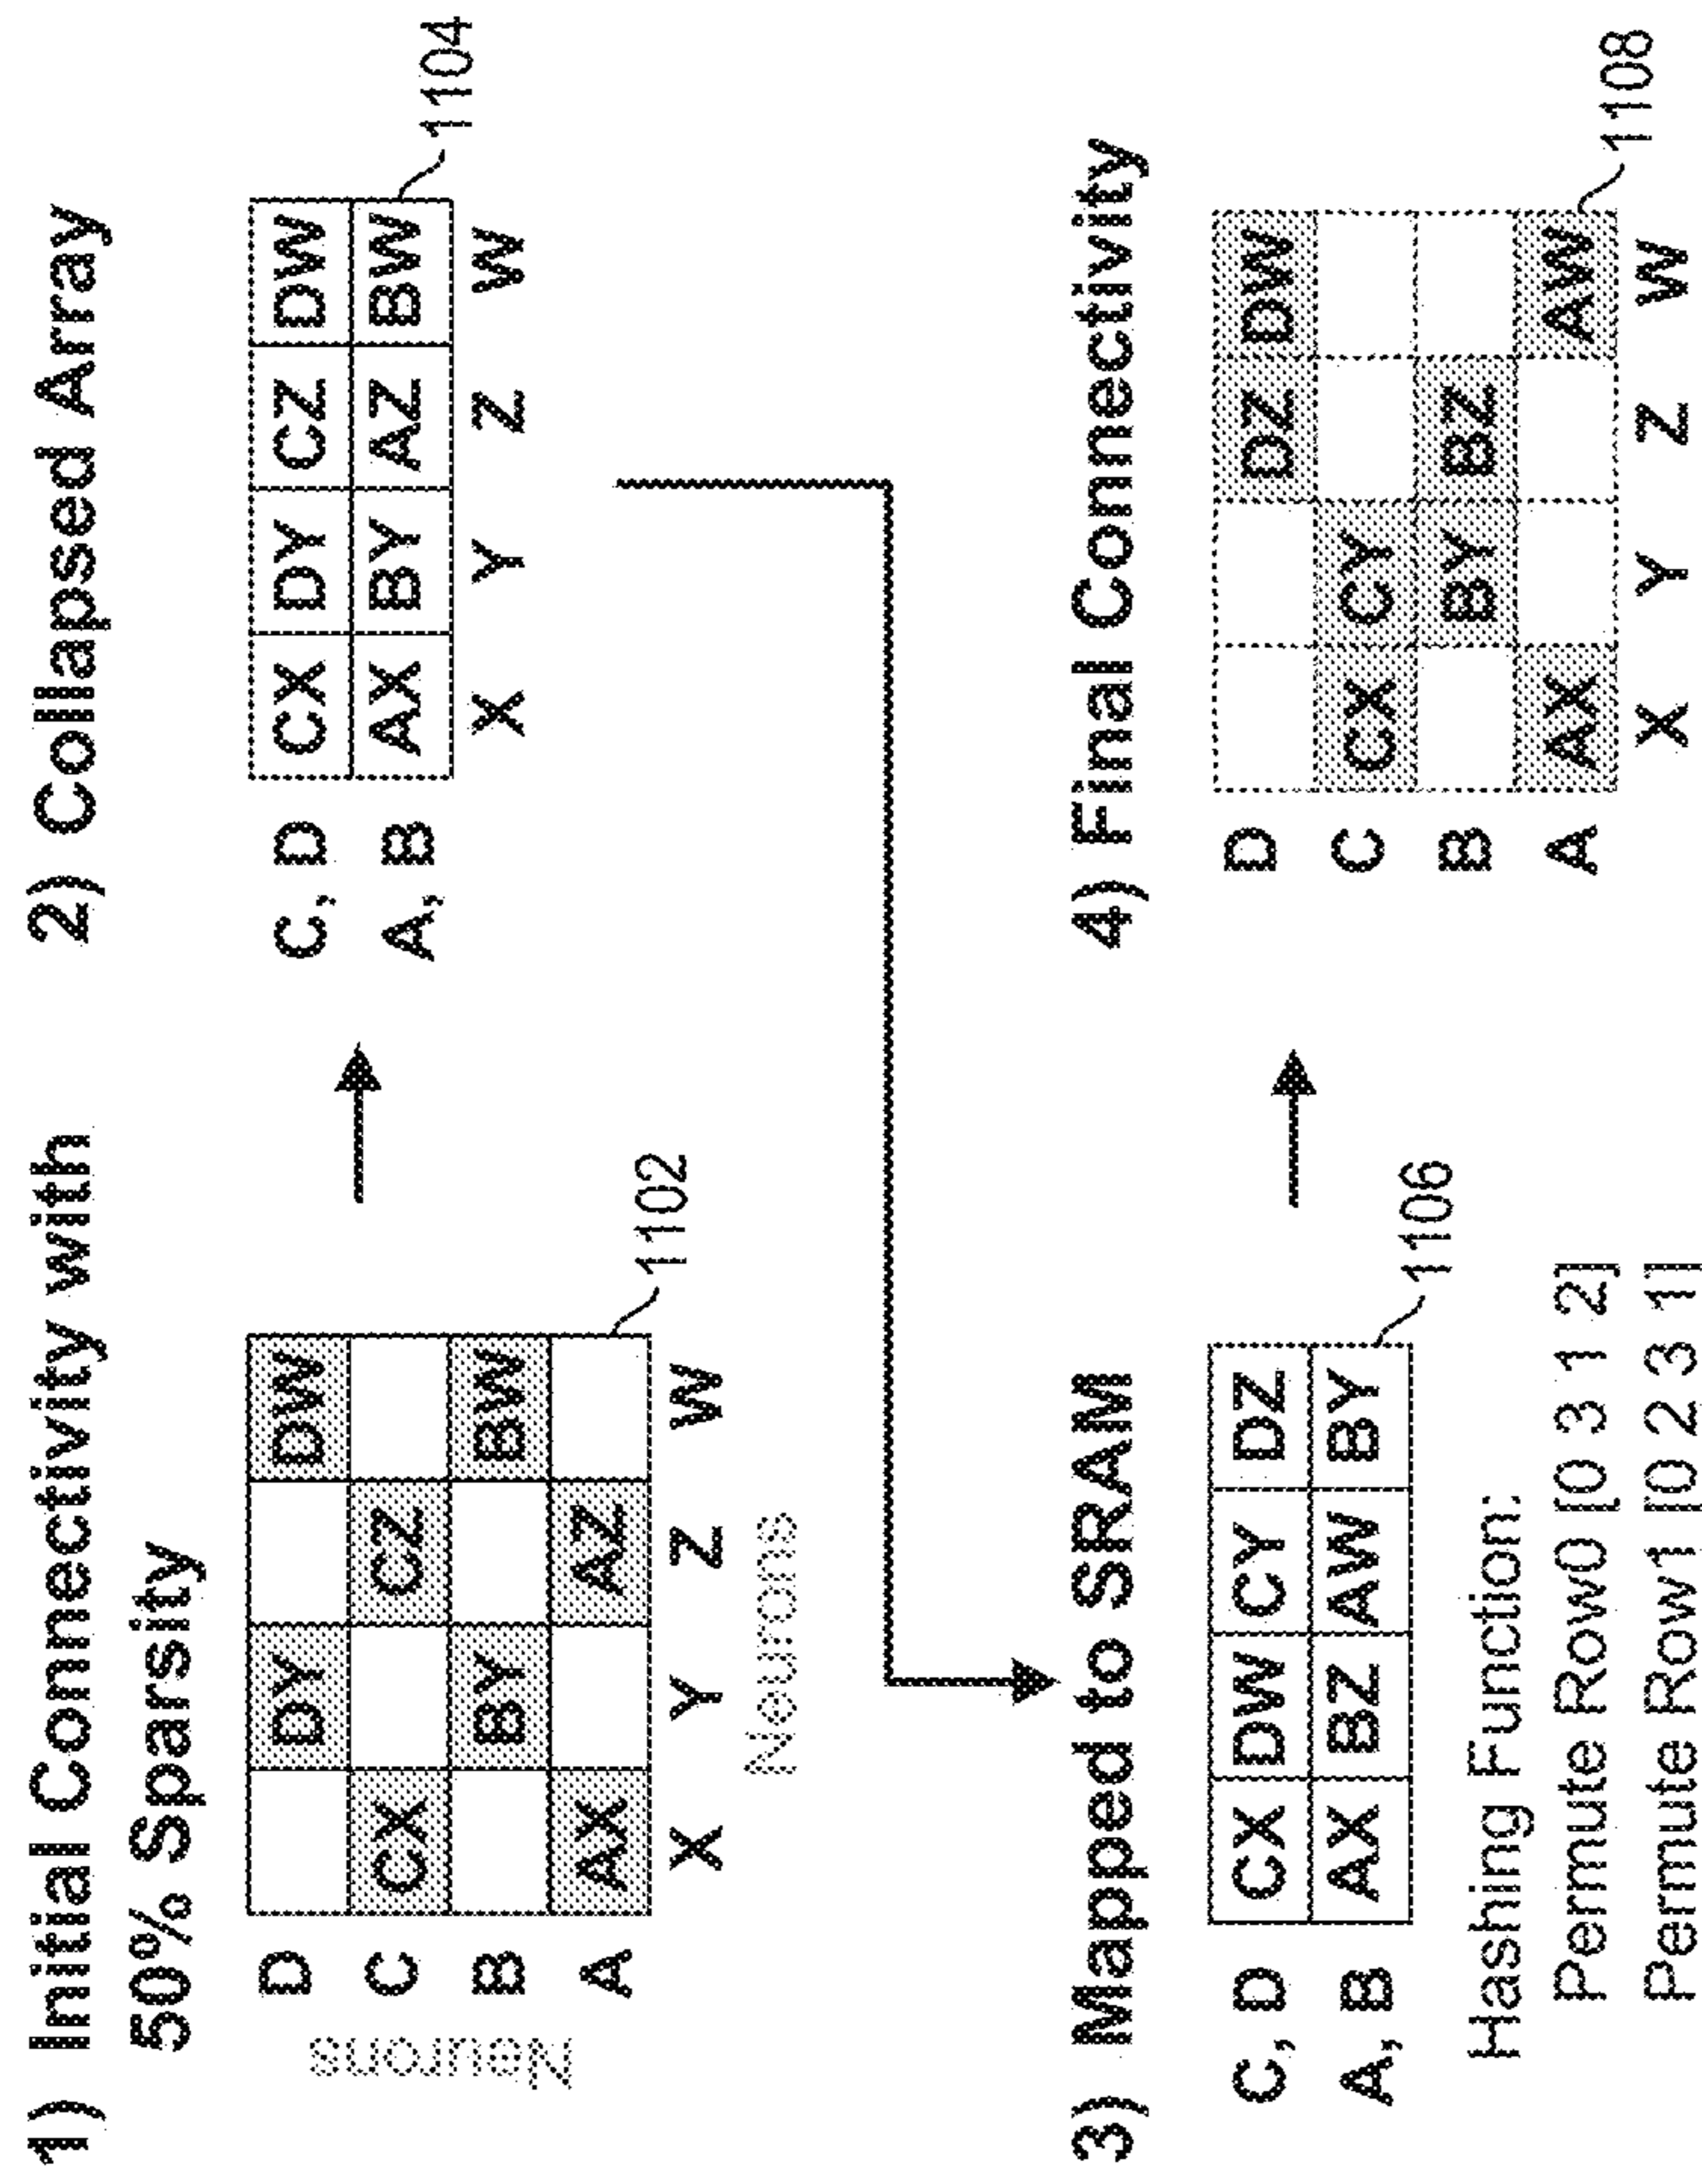 1) Initial Connectivity with
50% Sparsity
Neurons
D DY DW
C CX CZ
B BY BW
A AX AZ
X Y Z W
Neurons
1102
2) Collapsed Array
C, D CX DY CZ DW
A, B AX BY AZ BW
X Y Z W
1104
3) Mapped to SRAM
C, D CX DW CY DZ
A, B AX BZ AW BY
1106
Hashing Function:
Permute Row0 [0 3 1 2]
Permute Row1 [0 2 3 1]
4) Final Connectivity
D DZ DW
C CX CY
B BY BZ
A AX AW
X Y Z W
1108